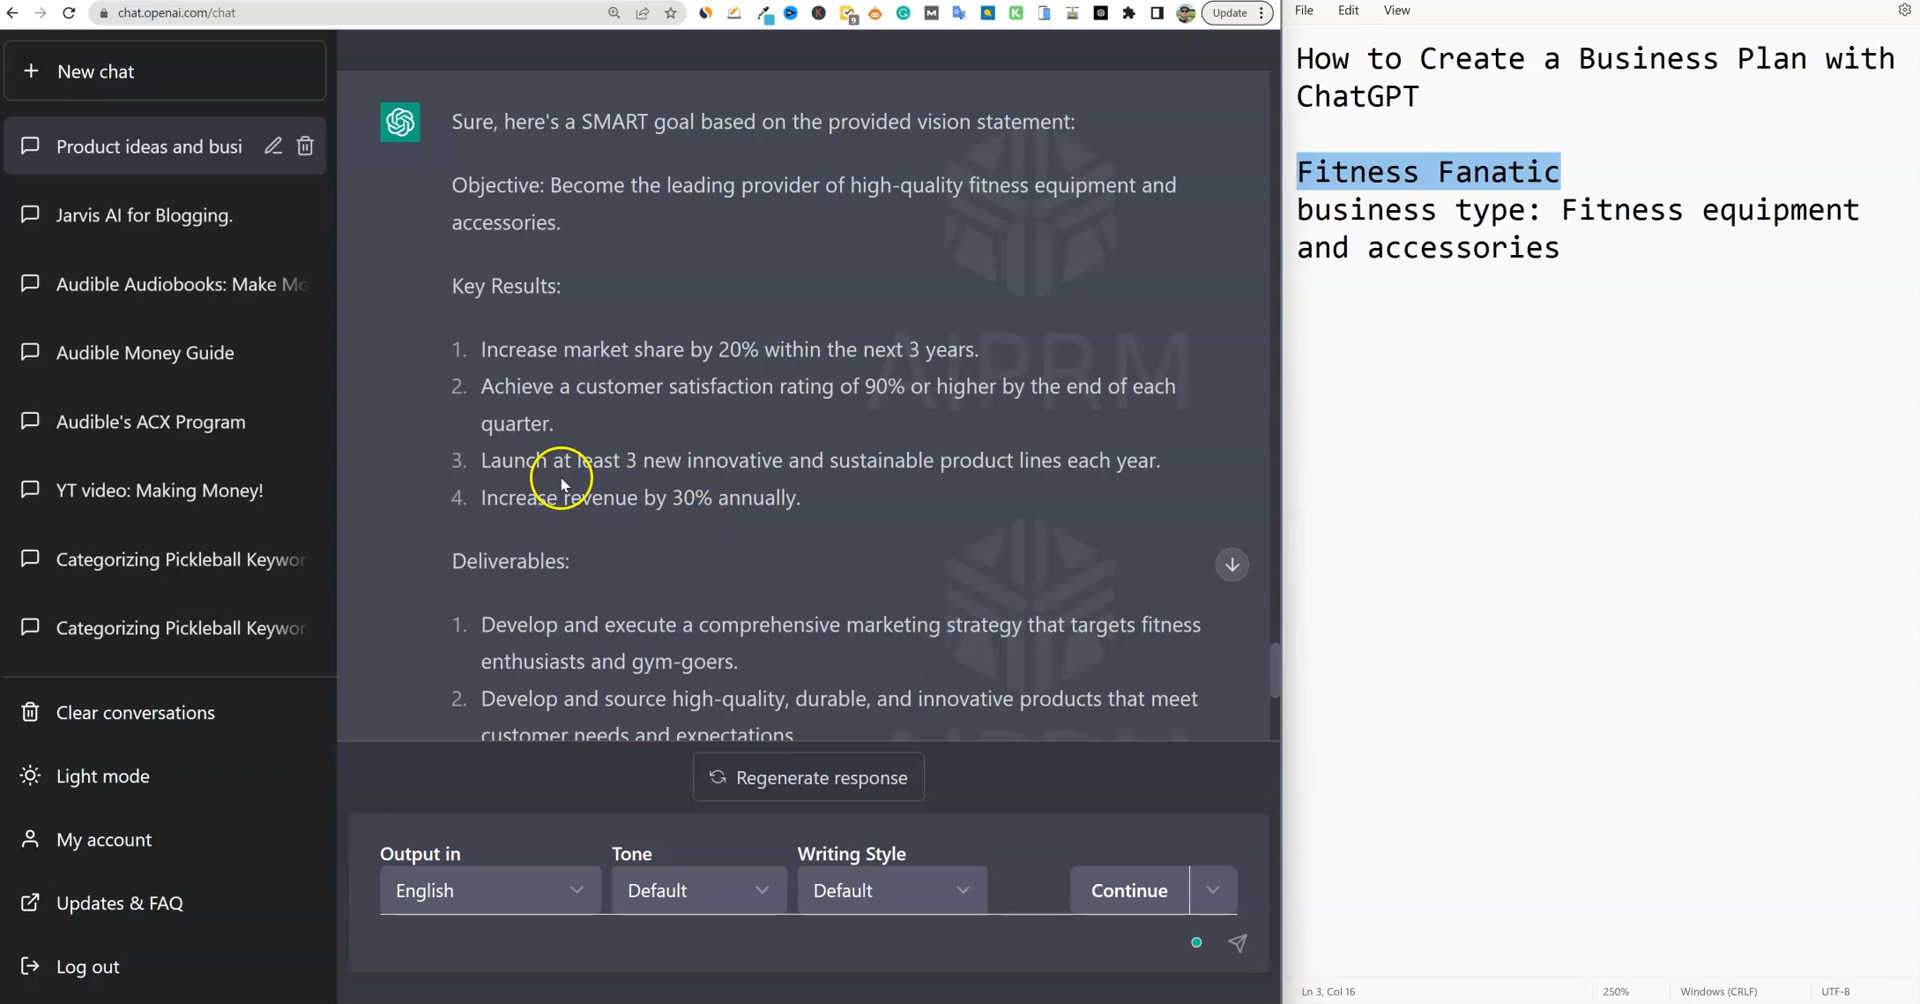 chat.openai.com/chat
Update
File Edit View
New chat
Product ideas and busi
Jarvis AI for Blogging.
Audible Audiobooks: Make Mo
Audible Money Guide
Audible's ACX Program
YT video: Making Money!
Categorizing Pickleball Keywor
Categorizing Pickleball Keywor
Clear conversations
Light mode
My account
Updates & FAQ
Log out
Sure, here's a SMART goal based on the provided vision statement:
Objective: Become the leading provider of high-quality fitness equipment and
accessories.
Key Results:
1. Increase market share by 20% within the next 3 years.
2. Achieve a customer satisfaction rating of 90% or higher by the end of each
quarter.
3. Launch at least 3 new innovative and sustainable product lines each year.
4. Increase revenue by 30% annually.
Deliverables:
1. Develop and execute a comprehensive marketing strategy that targets fitness
enthusiasts and gym-goers.
2. Develop and source high-quality, durable, and innovative products that meet
customer needs and expectations
AIPRM
Regenerate response
Output in Tone Writing Style
English Default Default Continue
How to Create a Business Plan with
ChatGPT
Fitness Fanatic
business type: Fitness equipment
and accessories
Ln 3, Col 16 250% Windows (CRLF) UTF-8